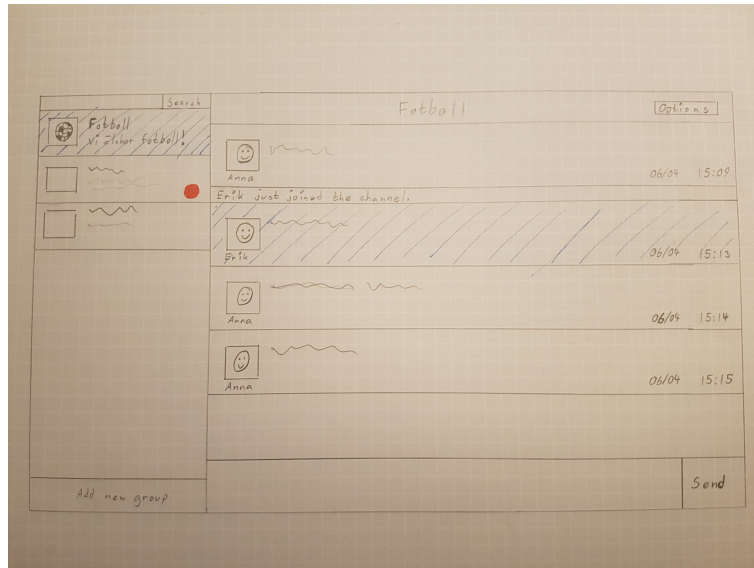 Search
Fotboll
Vi älskar fotboll!
Add new group
Fotboll
Options
Anna
06/04 15:09
Erik just joined the channel.
Erik
06/04 15:13
Anna
06/04 15:14
Anna
06/04 15:15
Send